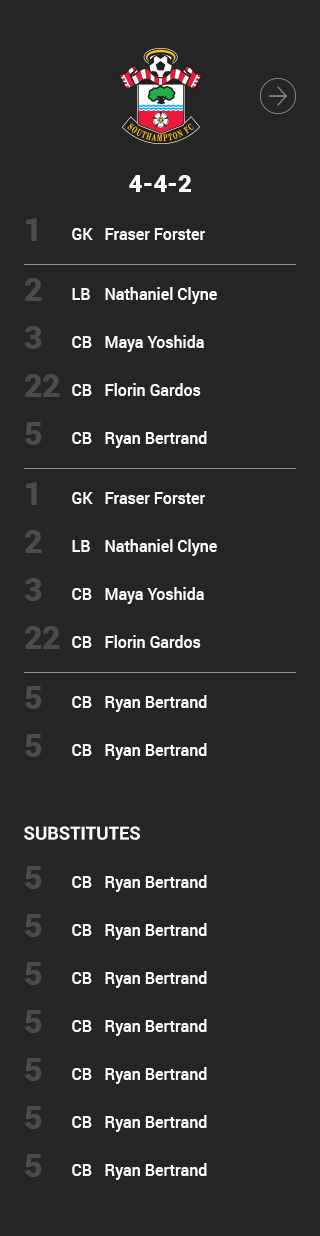 SOUTHAMPTON FC
4-4-2
1 GK Fraser Forster
2 LB Nathaniel Clyne
3 CB Maya Yoshida
22 CB Florin Gardos
5 CB Ryan Bertrand
1 GK Fraser Forster
2 LB Nathaniel Clyne
3 CB Maya Yoshida
22 CB Florin Gardos
5 CB Ryan Bertrand
5 CB Ryan Bertrand
SUBSTITUTES
5 CB Ryan Bertrand
5 CB Ryan Bertrand
5 CB Ryan Bertrand
5 CB Ryan Bertrand
5 CB Ryan Bertrand
5 CB Ryan Bertrand
5 CB Ryan Bertrand